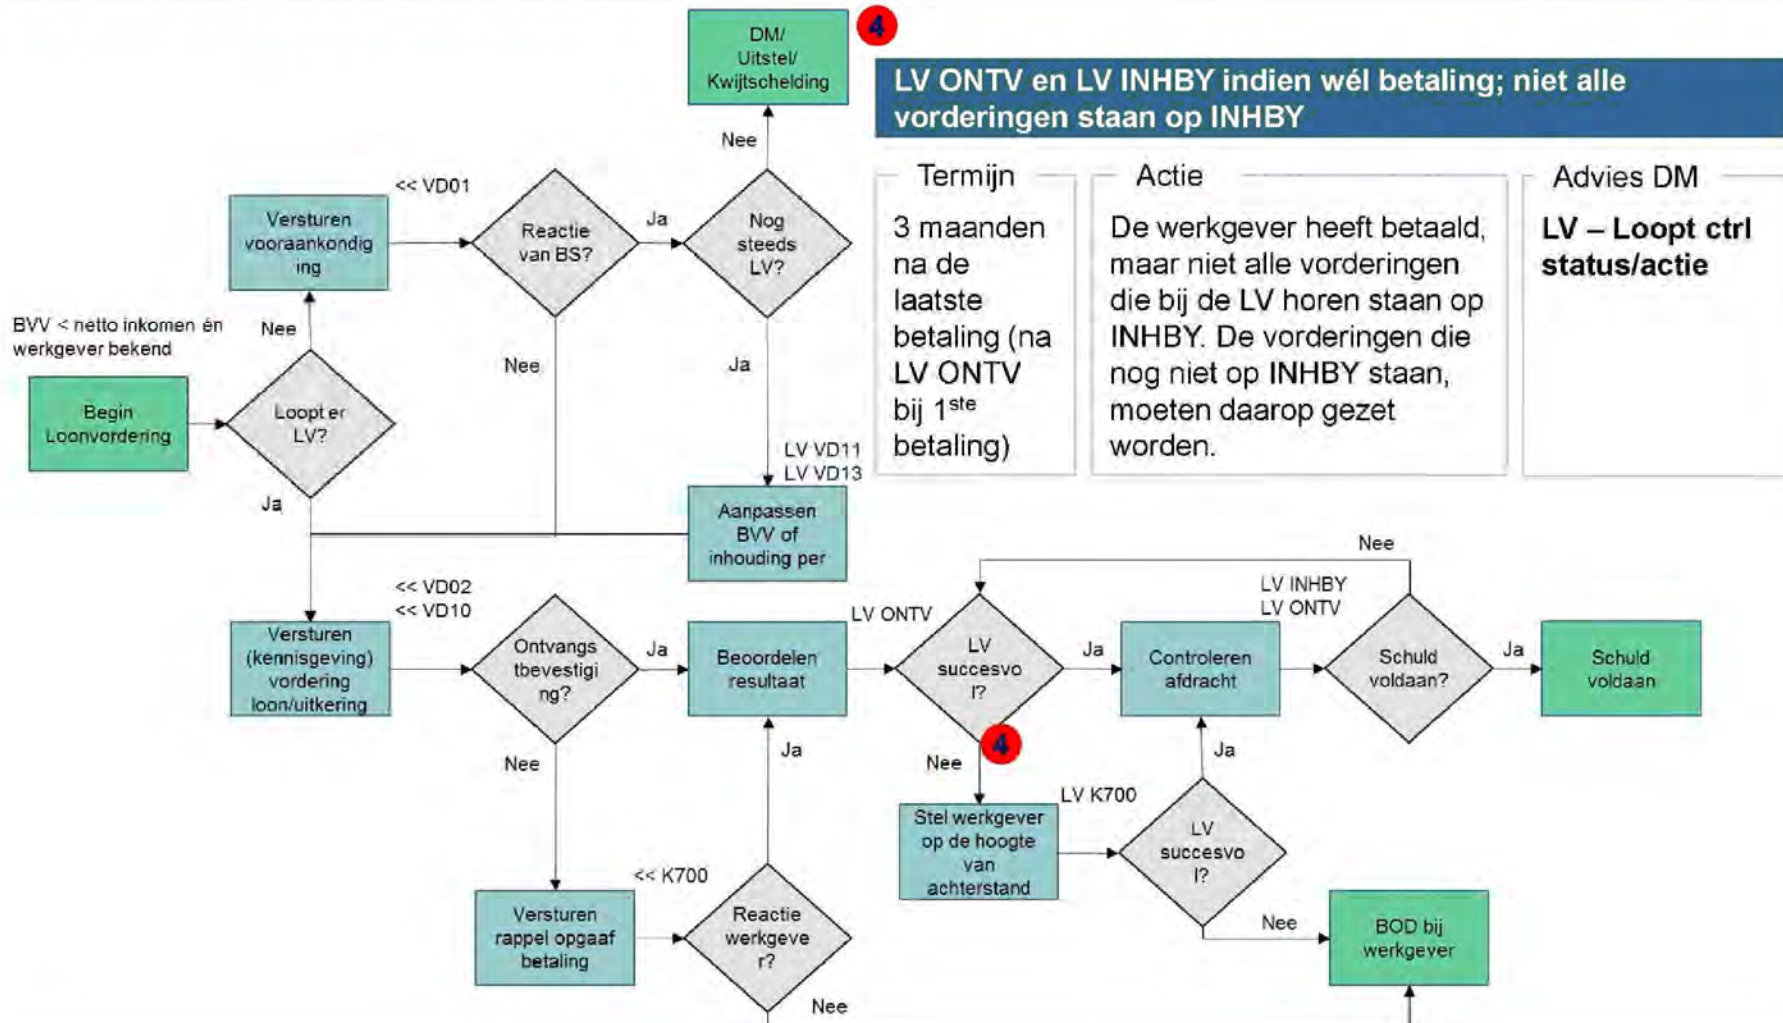 DM/
Uitstel/
Kwijtschelding
4
LV ONTV en LV INHBY indien wél betaling; niet alle
vorderingen staan op INHBY
Termijn
3 maanden
na de
laatste
betaling (na
LV ONTV
bij 1ste
betaling)
Actie
De werkgever heeft betaald,
maar niet alle vorderingen
die bij de LV horen staan op
INHBY. De vorderingen die
nog niet op INHBY staan,
moeten daarop gezet
worden.
Advies DM
LV – Loopt ctrl
status/actie
Nee
Versturen
vooraankondig
ing
<< VD01
Reactie
van BS?
Ja
Nog
steeds
LV?
BVV < netto inkomen én
werkgever bekend
Nee
Nee
Ja
Begin
Loonvordering
Loopt er
LV?
Ja
LV VD11
LV VD13
Aanpassen
BVV of
inhouding per
Nee
<< VD02
<< VD10
Versturen
(kennisgeving)
vordering
loon/uitkering
Ontvangs
tbevestigi
ng?
Ja
Beoordelen
resultaat
LV ONTV
LV
succesvo
l?
Ja
Controleren
afdracht
LV INHBY
LV ONTV
Schuld
voldaan?
Ja
Schuld
voldaan
Nee
Ja
Nee
4
Ja
Stel werkgever
op de hoogte
van
achterstand
LV K700
LV
succesvo
l?
Versturen
rappel opgaaf
betaling
<< K700
Reactie
werkgeve
r?
Nee
BOD bij
werkgever
Nee